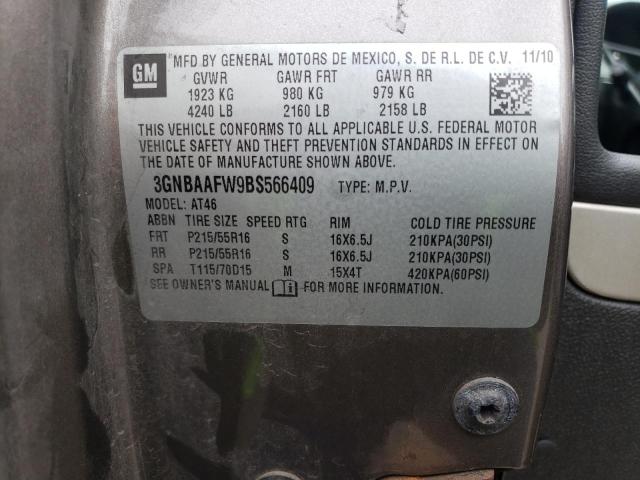 GM
*MFD BY GENERAL MOTORS DE MEXICO, S. DE R.L. DE C.V. 11/10
GVWR GAWR FRT GAWR RR
1923 KG 980 KG 979 KG
4240 LB 2160 LB 2158 LB
THIS VEHICLE CONFORMS TO ALL APPLICABLE U.S. FEDERAL MOTOR
VEHICLE SAFETY AND THEFT PREVENTION STANDARDS IN EFFECT ON
THE DATE OF MANUFACTURE SHOWN ABOVE.
3GNBAAFW9BS566409 TYPE: M.P.V.
MODEL: AT46
ABBN TIRE SIZE SPEED RTG RIM COLD TIRE PRESSURE
FRT P215/55R16 S 16X6.5J 210KPA(30PSI)
RR P215/55R16 S 16X6.5J 210KPA(30PSI)
SPA T115/70D15 M 15X4T 420KPA(60PSI)
SEE OWNER'S MANUAL FOR MORE INFORMATION.